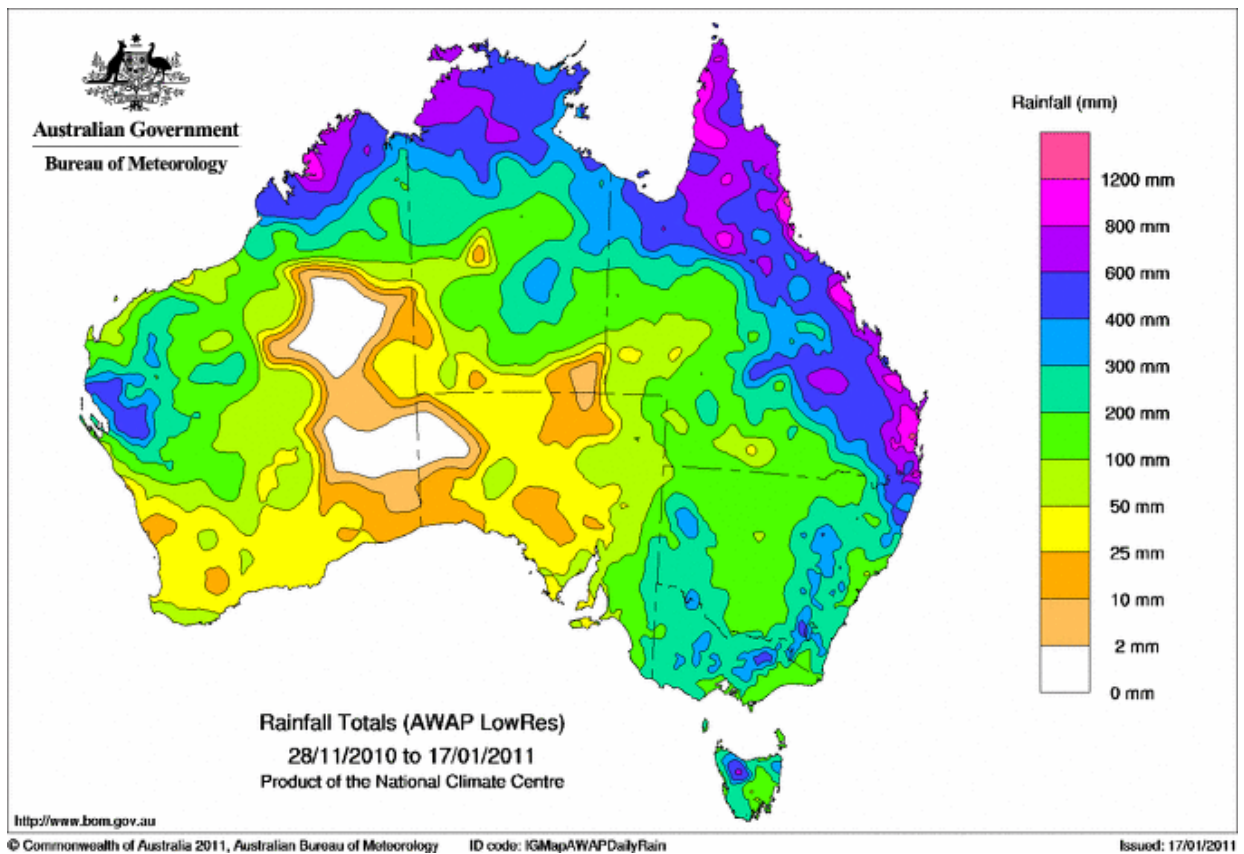 Australian Government
Bureau of Meteorology
Rainfall (mm)
1200 mm
800 mm
600 mm
400 mm
300 mm
200 mm
100 mm
50 mm
25 mm
10 mm
2 mm
0 mm
Rainfall Totals (AWAP LowRes)
28/11/2010 to 17/01/2011
Product of the National Climate Centre
http://www.bom.gov.au
© Commonwealth of Australia 2011, Australian Bureau of Meteorology ID code: IGMapAWAPDailyRain Issued: 17/01/2011